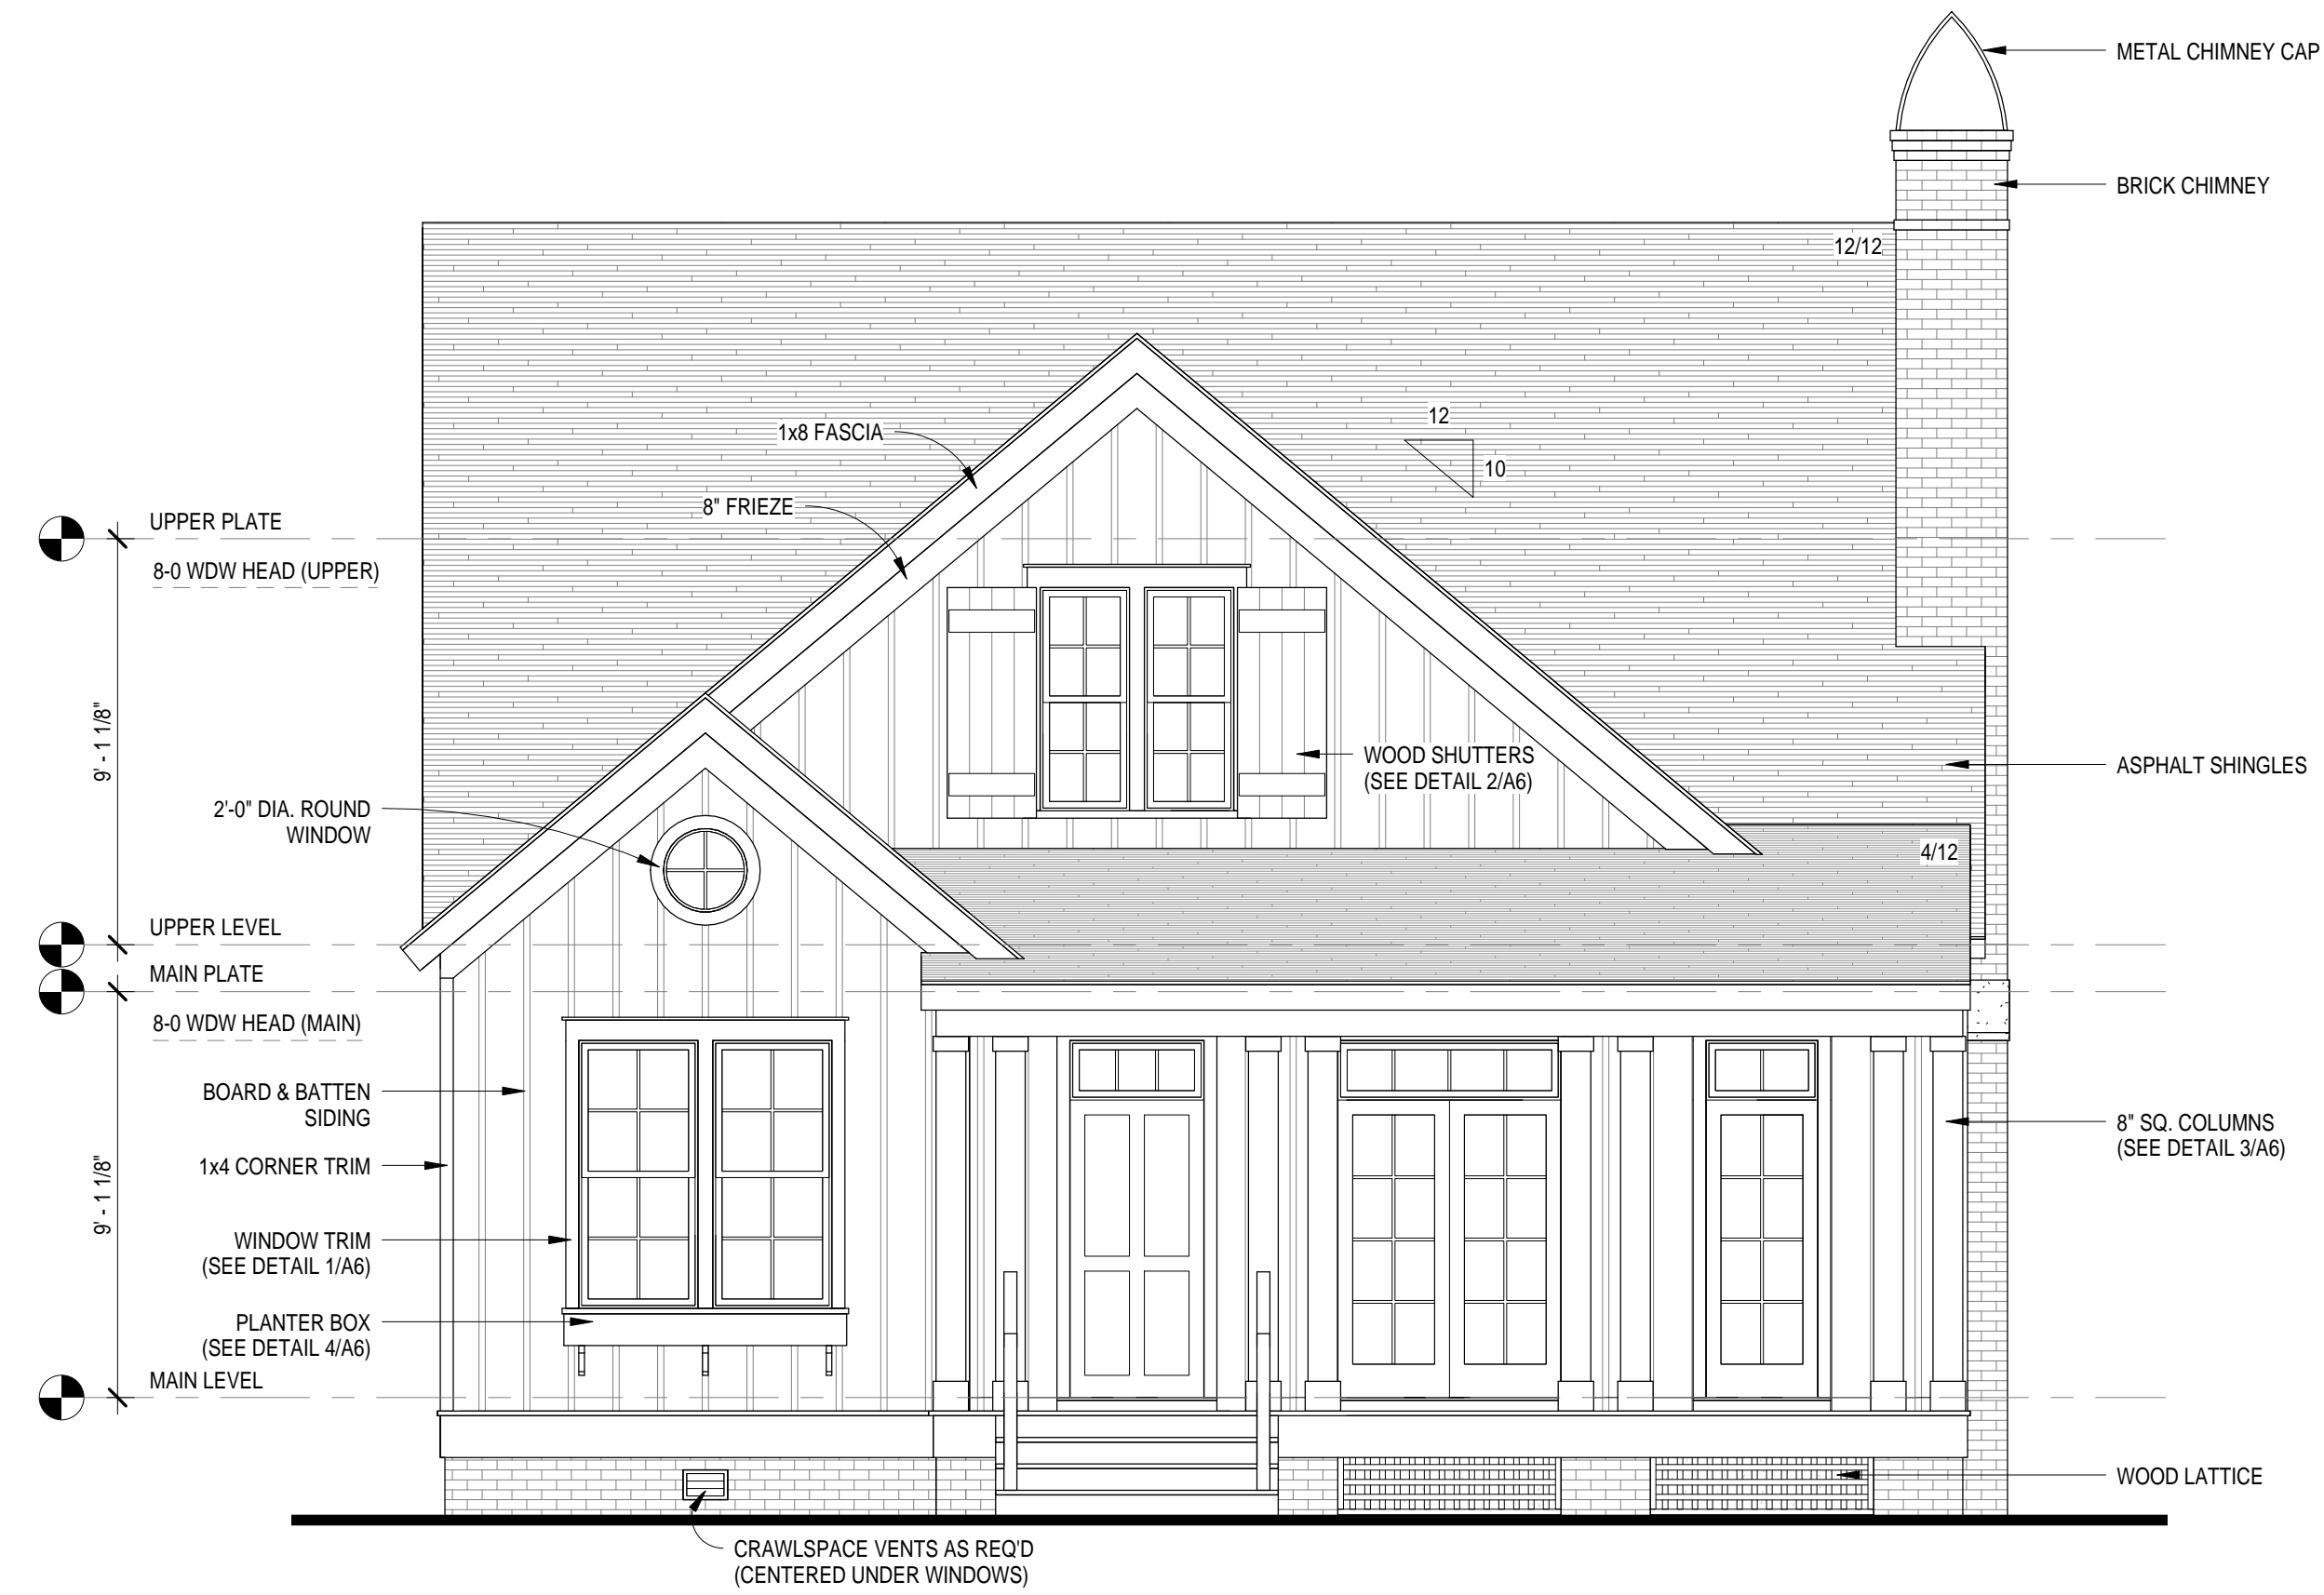 METAL CHIMNEY CAP
BRICK CHIMNEY
12/12
12
10
1x8 FASCIA
8" FRIEZE
UPPER PLATE
8-0 WDW HEAD (UPPER)
9' - 1 1/8"
WOOD SHUTTERS
(SEE DETAIL 2/A6)
ASPHALT SHINGLES
2'-0" DIA. ROUND
WINDOW
4/12
UPPER LEVEL
MAIN PLATE
8-0 WDW HEAD (MAIN)
BOARD & BATTEN
SIDING
1x4 CORNER TRIM
9' - 1 1/8"
8" SQ. COLUMNS
(SEE DETAIL 3/A6)
WINDOW TRIM
(SEE DETAIL 1/A6)
PLANTER BOX
(SEE DETAIL 4/A6)
MAIN LEVEL
WOOD LATTICE
CRAWLSPACE VENTS AS REQ'D
(CENTERED UNDER WINDOWS)